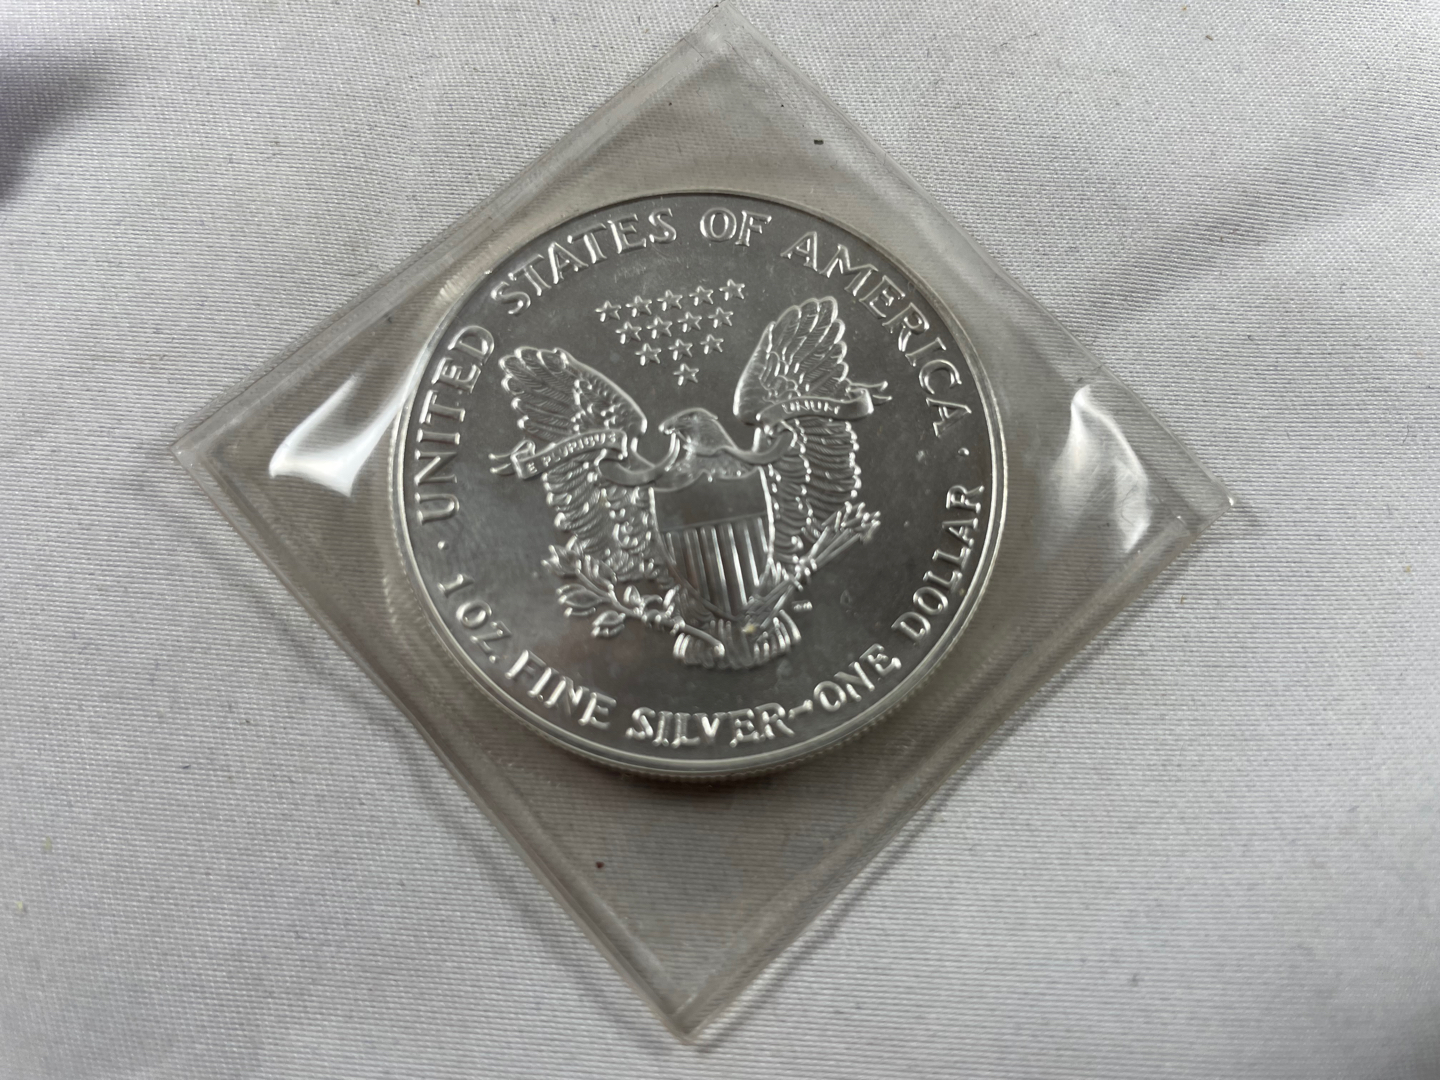 UNITED STATES OF AMERICA
E PLURIBUS
UNUM
· 1 OZ. FINE SILVER–ONE DOLLAR ·